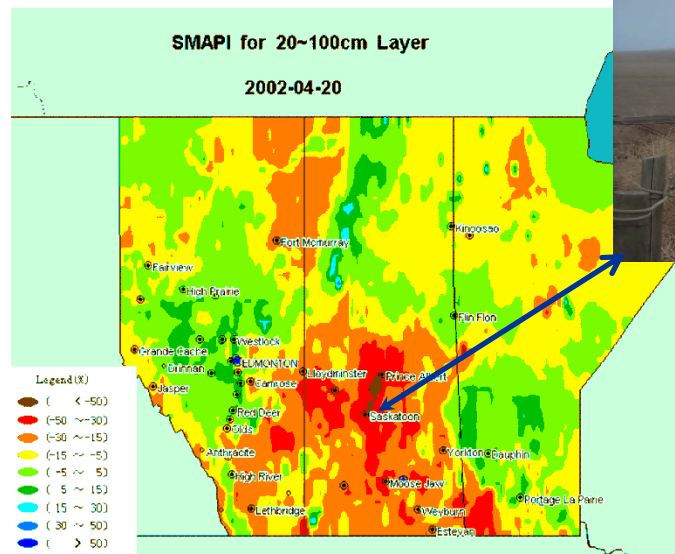 SMAPI for 20~100cm Layer
2002-04-20
Kinoosao
Fort Mcmurray
Fairview
High Prairie
Flin Flon
Westlock
Grande Cache
EDMONTON
Brinnan
Lloydminster
Prince Albert
Camrose
Jasper
Red Deer
Saskatoon
Olds
Anthracite
Yorkton
Dauphin
High River
Moose Jaw
Portage La Pairie
Lethbridge
Weyburn
Estevan
Legend(%)
( < -50)
(-50 ～ -30)
(-30 ～ -15)
(-15 ～ -5)
( -5 ～ 5)
( 5 ～ 15)
( 15 ～ 30)
( 30 ～ 50)
( > 50)